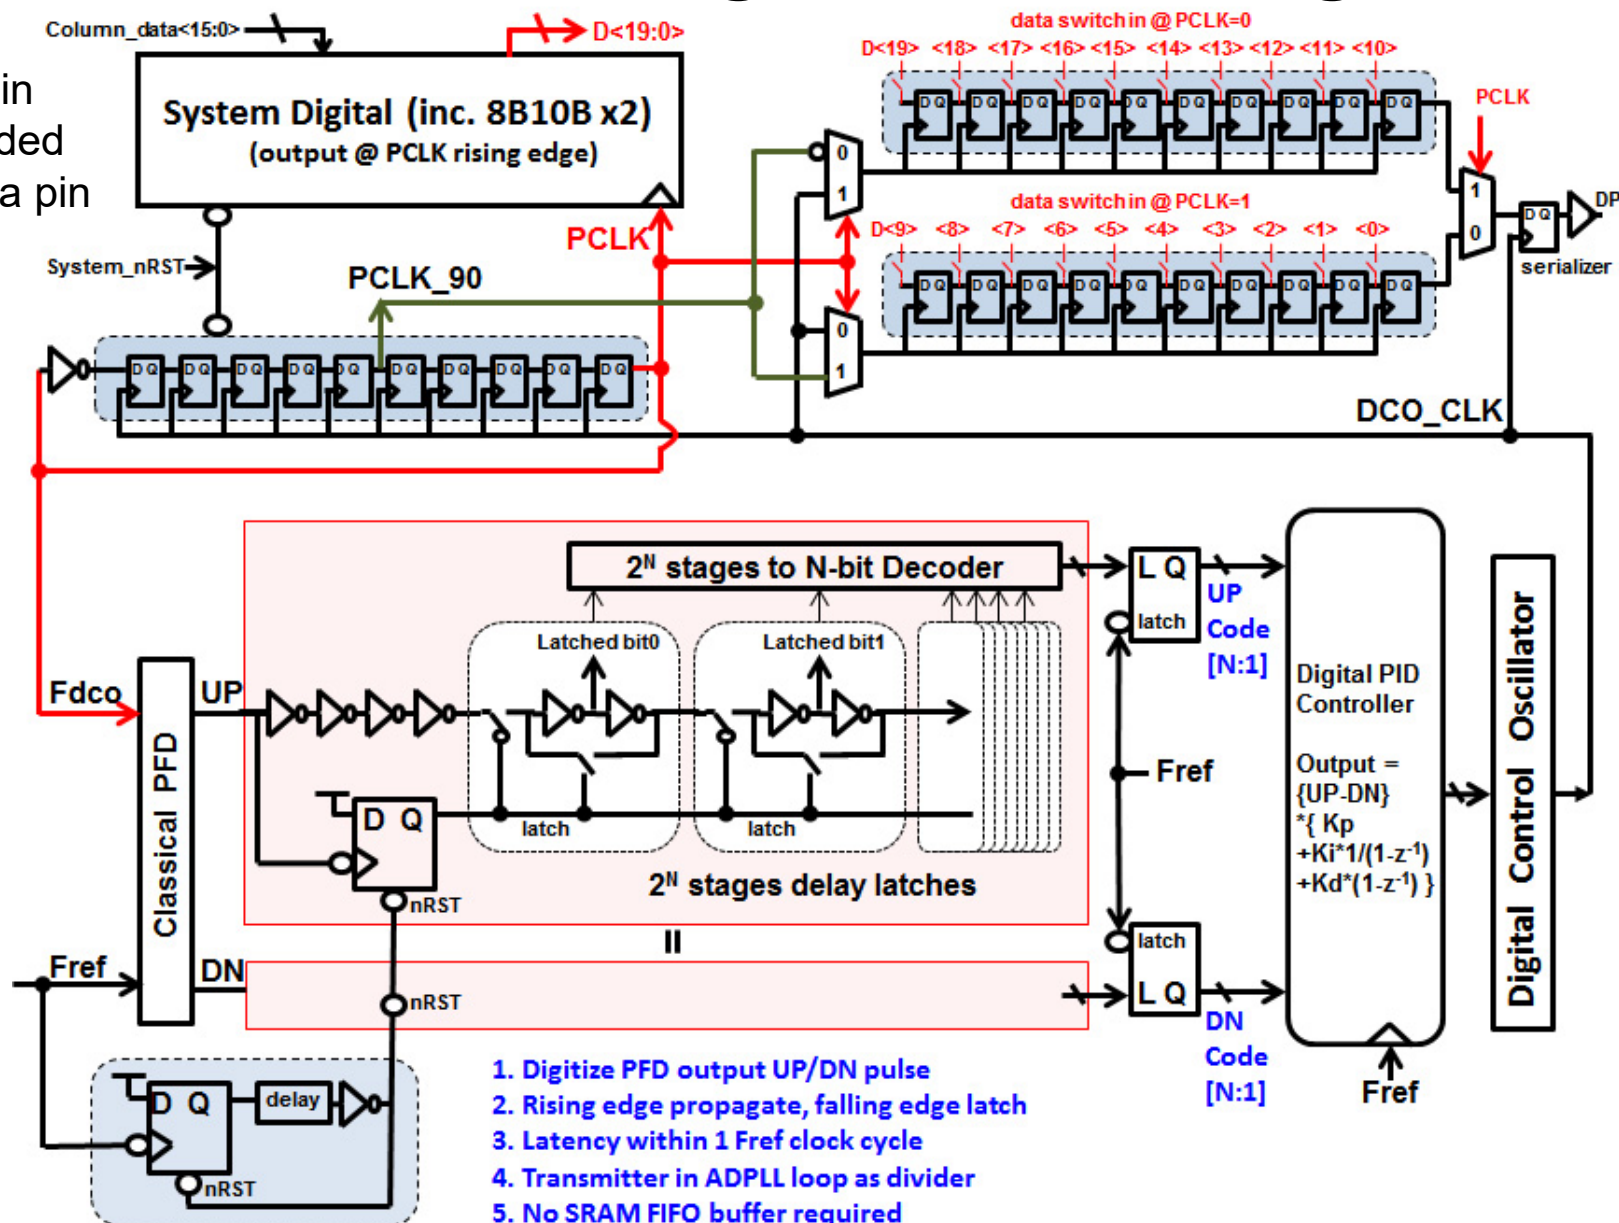 in
ded
a pin
Column_data<15:0>
D<19:0>
System Digital (inc. 8B10B x2)
(output @ PCLK rising edge)
System_nRST
PCLK
PCLK_90
D Q D Q D Q D Q D Q D Q D Q D Q D Q D Q
data switch in @ PCLK=0
D<19> <18> <17> <16> <15> <14> <13> <12> <11> <10>
D Q D Q D Q D Q D Q D Q D Q D Q D Q D Q
0
1
data switch in @ PCLK=1
D<9> <8> <7> <6> <5> <4> <3> <2> <1> <0>
D Q D Q D Q D Q D Q D Q D Q D Q D Q D Q
0
1
PCLK
1
0
D Q
DP
serializer
DCO_CLK
2N stages to N-bit Decoder
Latched bit0
Latched bit1
Fdco
UP
Classical PFD
D Q
nRST
latch
latch
2N stages delay latches
=
Fref
DN
nRST
D Q
delay
nRST
L Q
latch
UP
Code
[N:1]
Fref
latch
L Q
DN
Code
[N:1]
Digital PID
Controller
Output =
{UP-DN}
*{ Kp
+Ki*1/(1-z-1)
+Kd*(1-z-1) }
Fref
Digital Control Oscillator
1. Digitize PFD output UP/DN pulse
2. Rising edge propagate, falling edge latch
3. Latency within 1 Fref clock cycle
4. Transmitter in ADPLL loop as divider
5. No SRAM FIFO buffer required